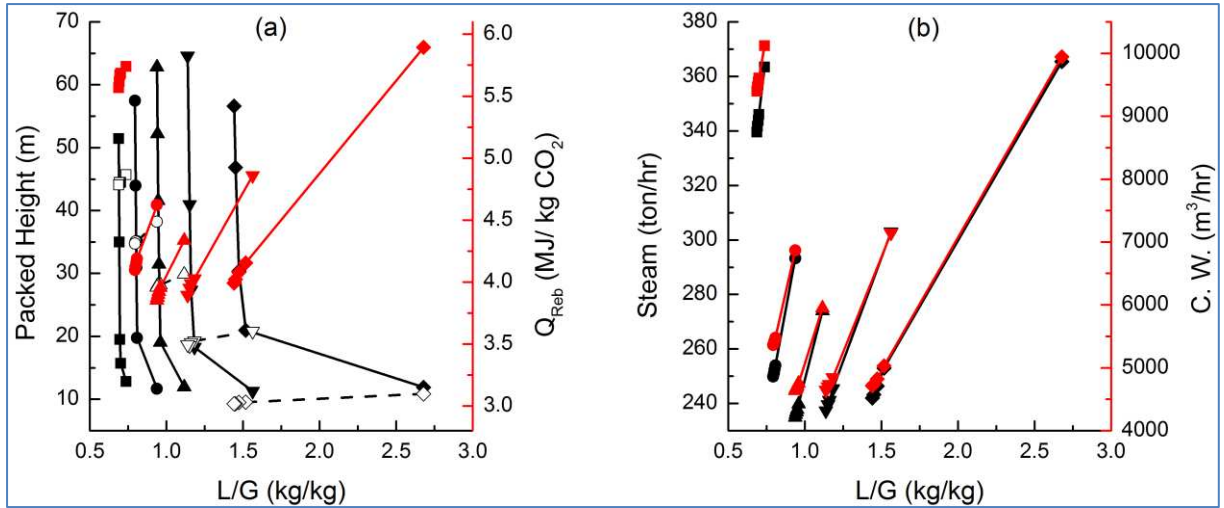 (a)
70
60
50
40
30
20
10
Packed Height (m)
6.0
5.5
5.0
4.5
4.0
3.5
3.0
Q_Reb (MJ/ kg CO₂)
0.5 1.0 1.5 2.0 2.5 3.0
L/G (kg/kg)
(b)
380
360
340
320
300
280
260
240
Steam (ton/hr)
10000
9000
8000
7000
6000
5000
4000
C. W. (m³/hr)
0.5 1.0 1.5 2.0 2.5 3.0
L/G (kg/kg)